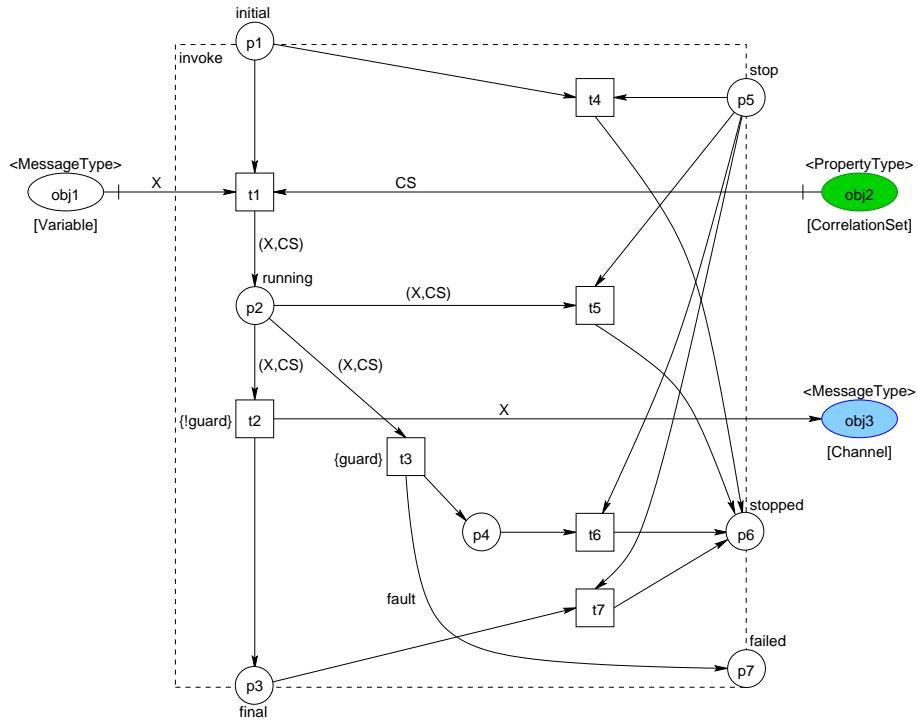 initial
p1
invoke
stop
t4
p5
<MessageType>
<PropertyType>
X
CS
obj1
t1
obj2
[Variable]
[CorrelationSet]
(X,CS)
running
(X,CS)
p2
t5
(X,CS)
(X,CS)
<MessageType>
X
{!guard}
t2
obj3
{guard}
t3
[Channel]
stopped
p4
t6
p6
fault
t7
failed
p7
p3
final